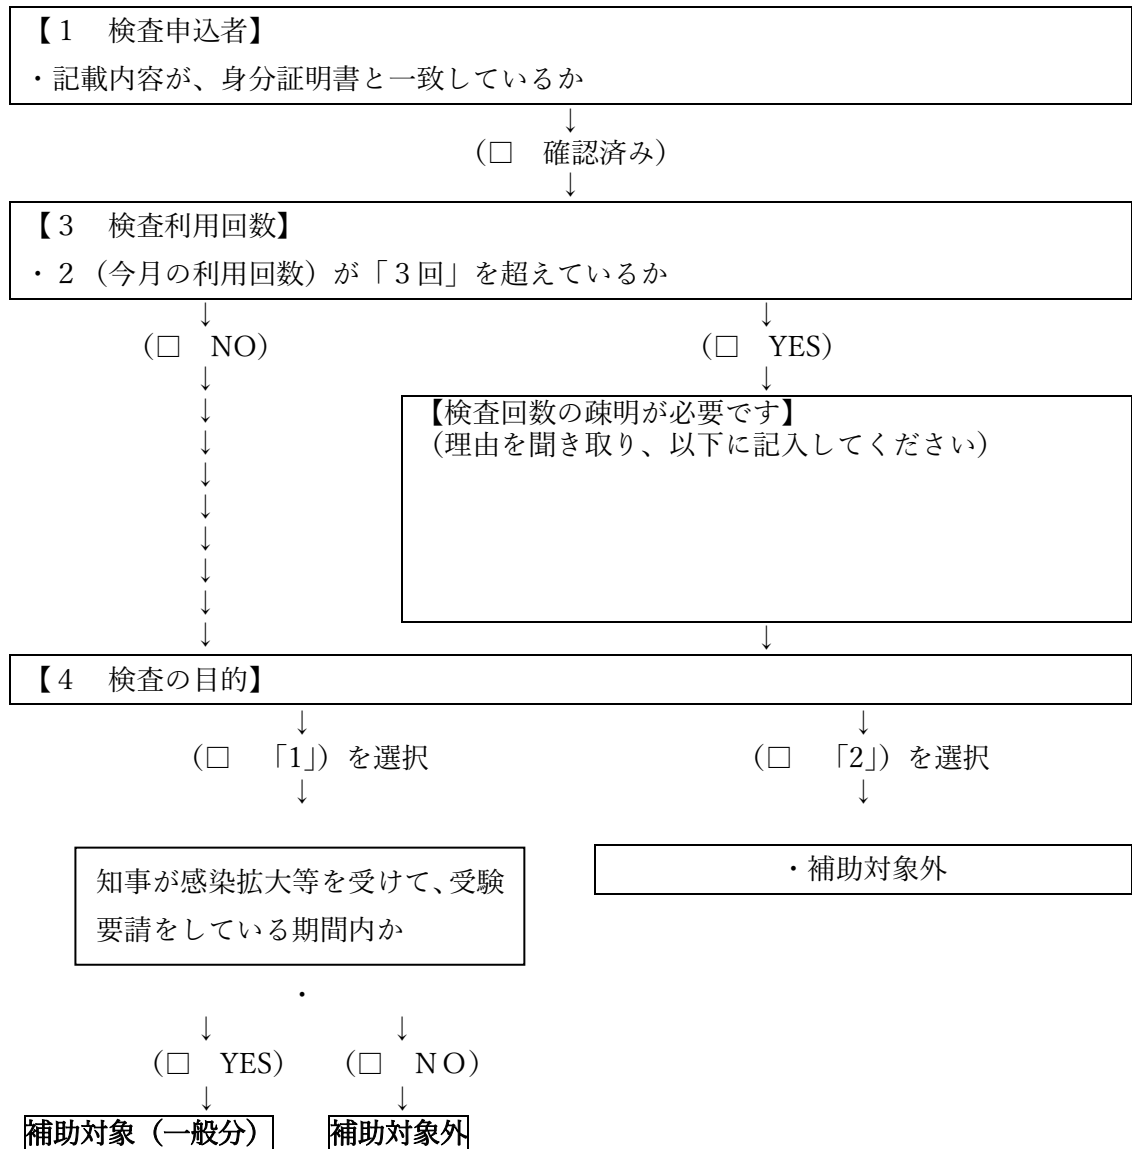 【１　検査申込者】
・記載内容が、身分証明書と一致しているか
↓
（□　確認済み）
↓
【３　検査利用回数】
・２（今月の利用回数）が「３回」を超えているか
↓　↓
（□　NO）　（□　YES）
↓　↓
↓　【検査回数の疎明が必要です】
↓　（理由を聞き取り、以下に記入してください）
↓
↓
↓
↓
↓
↓　↓
【４　検査の目的】
↓　↓
（□　「1」）を選択　（□　「2」）を選択
↓　↓
知事が感染拡大等を受けて、受験　・補助対象外
要請をしている期間内か
・
↓　↓
（□　YES）　（□　ＮＯ）
↓　↓
補助対象（一般分）　補助対象外